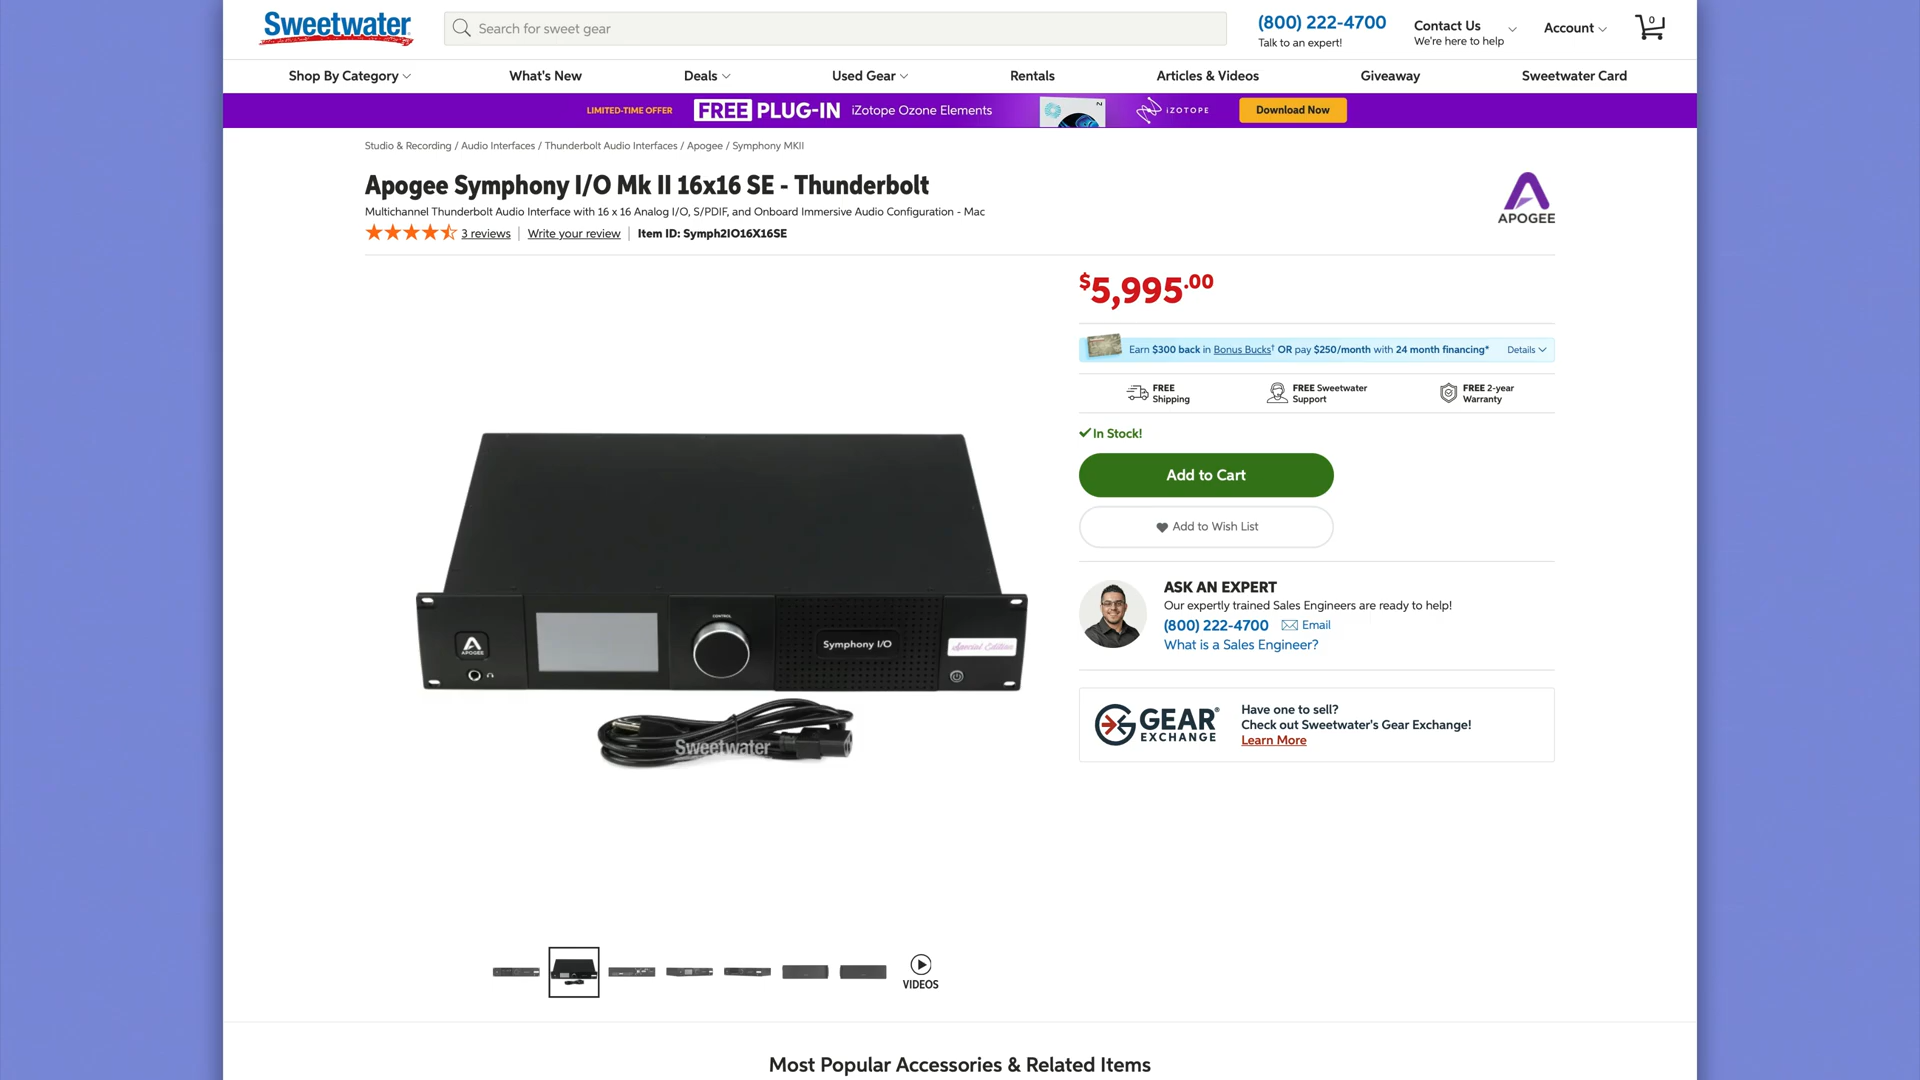 Sweetwater
Search for sweet gear
(800) 222-4700
Talk to an expert!
Contact Us
We're here to help
Account
0
Shop By Category
What's New
Deals
Used Gear
Rentals
Articles & Videos
Giveaway
Sweetwater Card
LIMITED-TIME OFFER
FREE PLUG-IN iZotope Ozone Elements
iZOTOPE
Download Now
Studio & Recording / Audio Interfaces / Thunderbolt Audio Interfaces / Apogee / Symphony MKII
Apogee Symphony I/O Mk II 16x16 SE - Thunderbolt
Multichannel Thunderbolt Audio Interface with 16 x 16 Analog I/O, S/PDIF, and Onboard Immersive Audio Configuration - Mac
3 reviews | Write your review | Item ID: Symph2IO16X16SE
APOGEE
$5,995.00
Earn $300 back in Bonus Bucks† OR pay $250/month with 24 month financing*
Details
FREE
Shipping
FREE Sweetwater
Support
FREE 2-year
Warranty
In Stock!
Add to Cart
Add to Wish List
ASK AN EXPERT
Our expertly trained Sales Engineers are ready to help!
(800) 222-4700
Email
What is a Sales Engineer?
GEAR®
EXCHANGE
Have one to sell?
Check out Sweetwater's Gear Exchange!
Learn More
CONTROL
APOGEE
Symphony I/O
Special Edition
Sweetwater
VIDEOS
Most Popular Accessories & Related Items